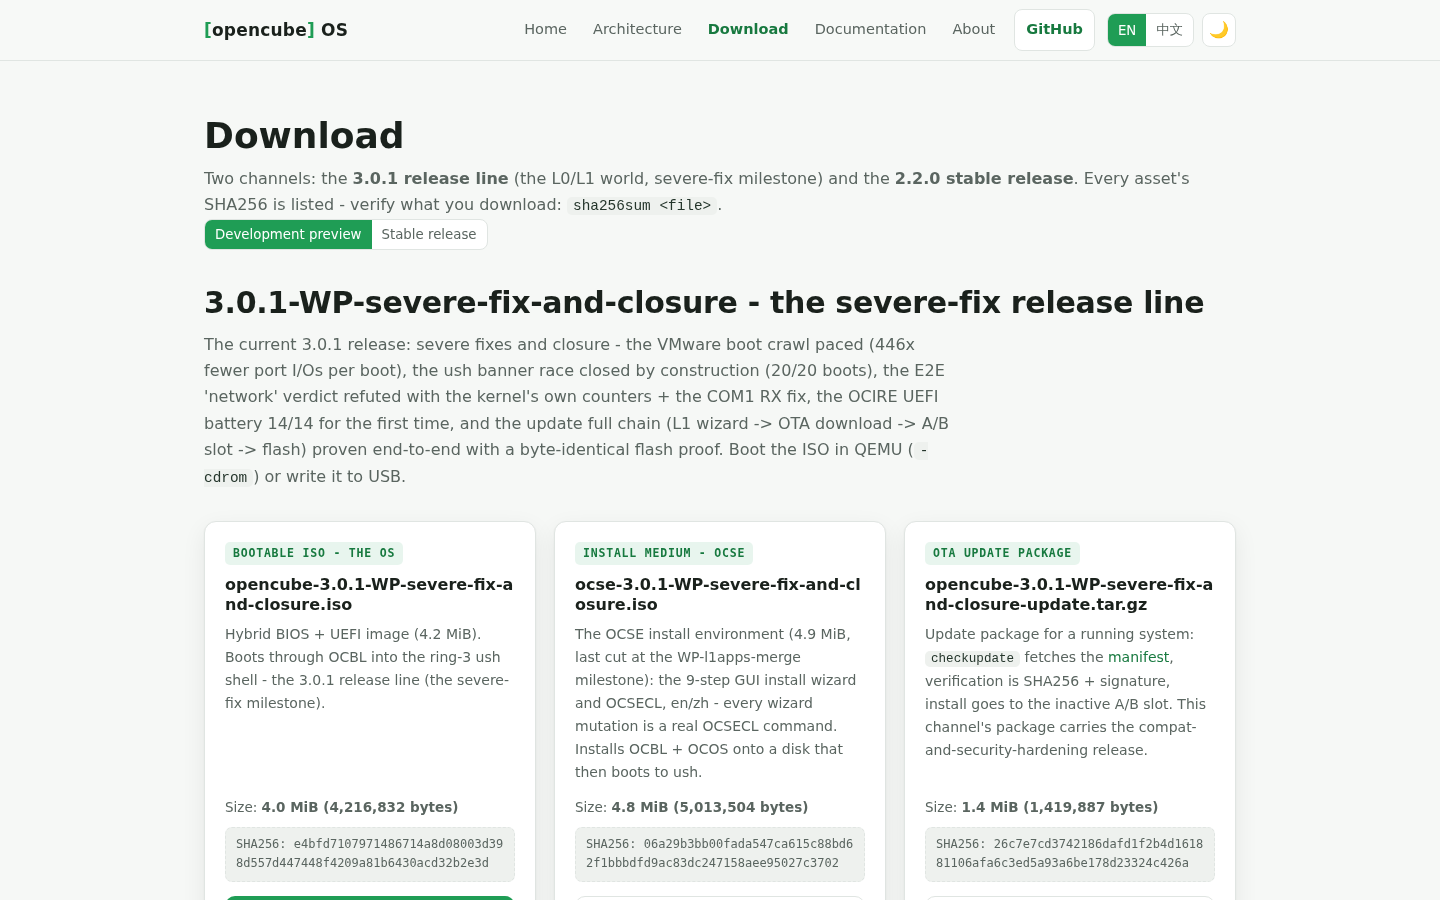 [opencube] OS
Home
Architecture
Download
Documentation
About
GitHub
EN
中文
Download
Two channels: the 3.0.1 release line (the L0/L1 world, severe-fix milestone) and the 2.2.0 stable release. Every asset's
SHA256 is listed - verify what you download: sha256sum <file>.
Development preview
Stable release
3.0.1-WP-severe-fix-and-closure - the severe-fix release line
The current 3.0.1 release: severe fixes and closure - the VMware boot crawl paced (446x
fewer port I/Os per boot), the ush banner race closed by construction (20/20 boots), the E2E
'network' verdict refuted with the kernel's own counters + the COM1 RX fix, the OCIRE UEFI
battery 14/14 for the first time, and the update full chain (L1 wizard -> OTA download -> A/B
slot -> flash) proven end-to-end with a byte-identical flash proof. Boot the ISO in QEMU (-
cdrom) or write it to USB.
BOOTABLE ISO - THE OS
opencube-3.0.1-WP-severe-fix-a
nd-closure.iso
Hybrid BIOS + UEFI image (4.2 MiB).
Boots through OCBL into the ring-3 ush
shell - the 3.0.1 release line (the severe-
fix milestone).
Size: 4.0 MiB (4,216,832 bytes)
SHA256: e4bfd7107971486714a8d08003d39
8d557d447448f4209a81b6430acd32b2e3d
INSTALL MEDIUM - OCSE
ocse-3.0.1-WP-severe-fix-and-cl
osure.iso
The OCSE install environment (4.9 MiB,
last cut at the WP-l1apps-merge
milestone): the 9-step GUI install wizard
and OCSECL, en/zh - every wizard
mutation is a real OCSECL command.
Installs OCBL + OCOS onto a disk that
then boots to ush.
Size: 4.8 MiB (5,013,504 bytes)
SHA256: 06a29b3bb00fada547ca615c88bd6
2f1bbbdfd9ac83dc247158aee95027c3702
OTA UPDATE PACKAGE
opencube-3.0.1-WP-severe-fix-a
nd-closure-update.tar.gz
Update package for a running system:
checkupdate fetches the manifest,
verification is SHA256 + signature,
install goes to the inactive A/B slot. This
channel's package carries the compat-
and-security-hardening release.
Size: 1.4 MiB (1,419,887 bytes)
SHA256: 26c7e7cd3742186dafd1f2b4d1618
81106afa6c3ed5a93a6be178d23324c426a